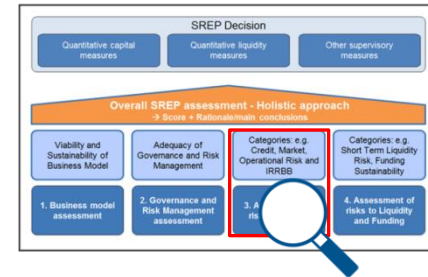 SREP Decision
Quantitative capital
measures
Quantitative liquidity
measures
Other supervisory
measures
Overall SREP assessment - Holistic approach
→ Score + Rationale/main conclusions
Viability and
Sustainability of
Business Model
Adequacy of
Governance and Risk
Management
Categories: e.g.
Credit, Market,
Operational Risk and
IRRBB
Categories: e.g.
Short Term Liquidity
Risk, Funding
Sustainability
1. Business model
assessment
2. Governance and
Risk Management
assessment
3. A
4. Assessment of
risks to Liquidity
and Funding